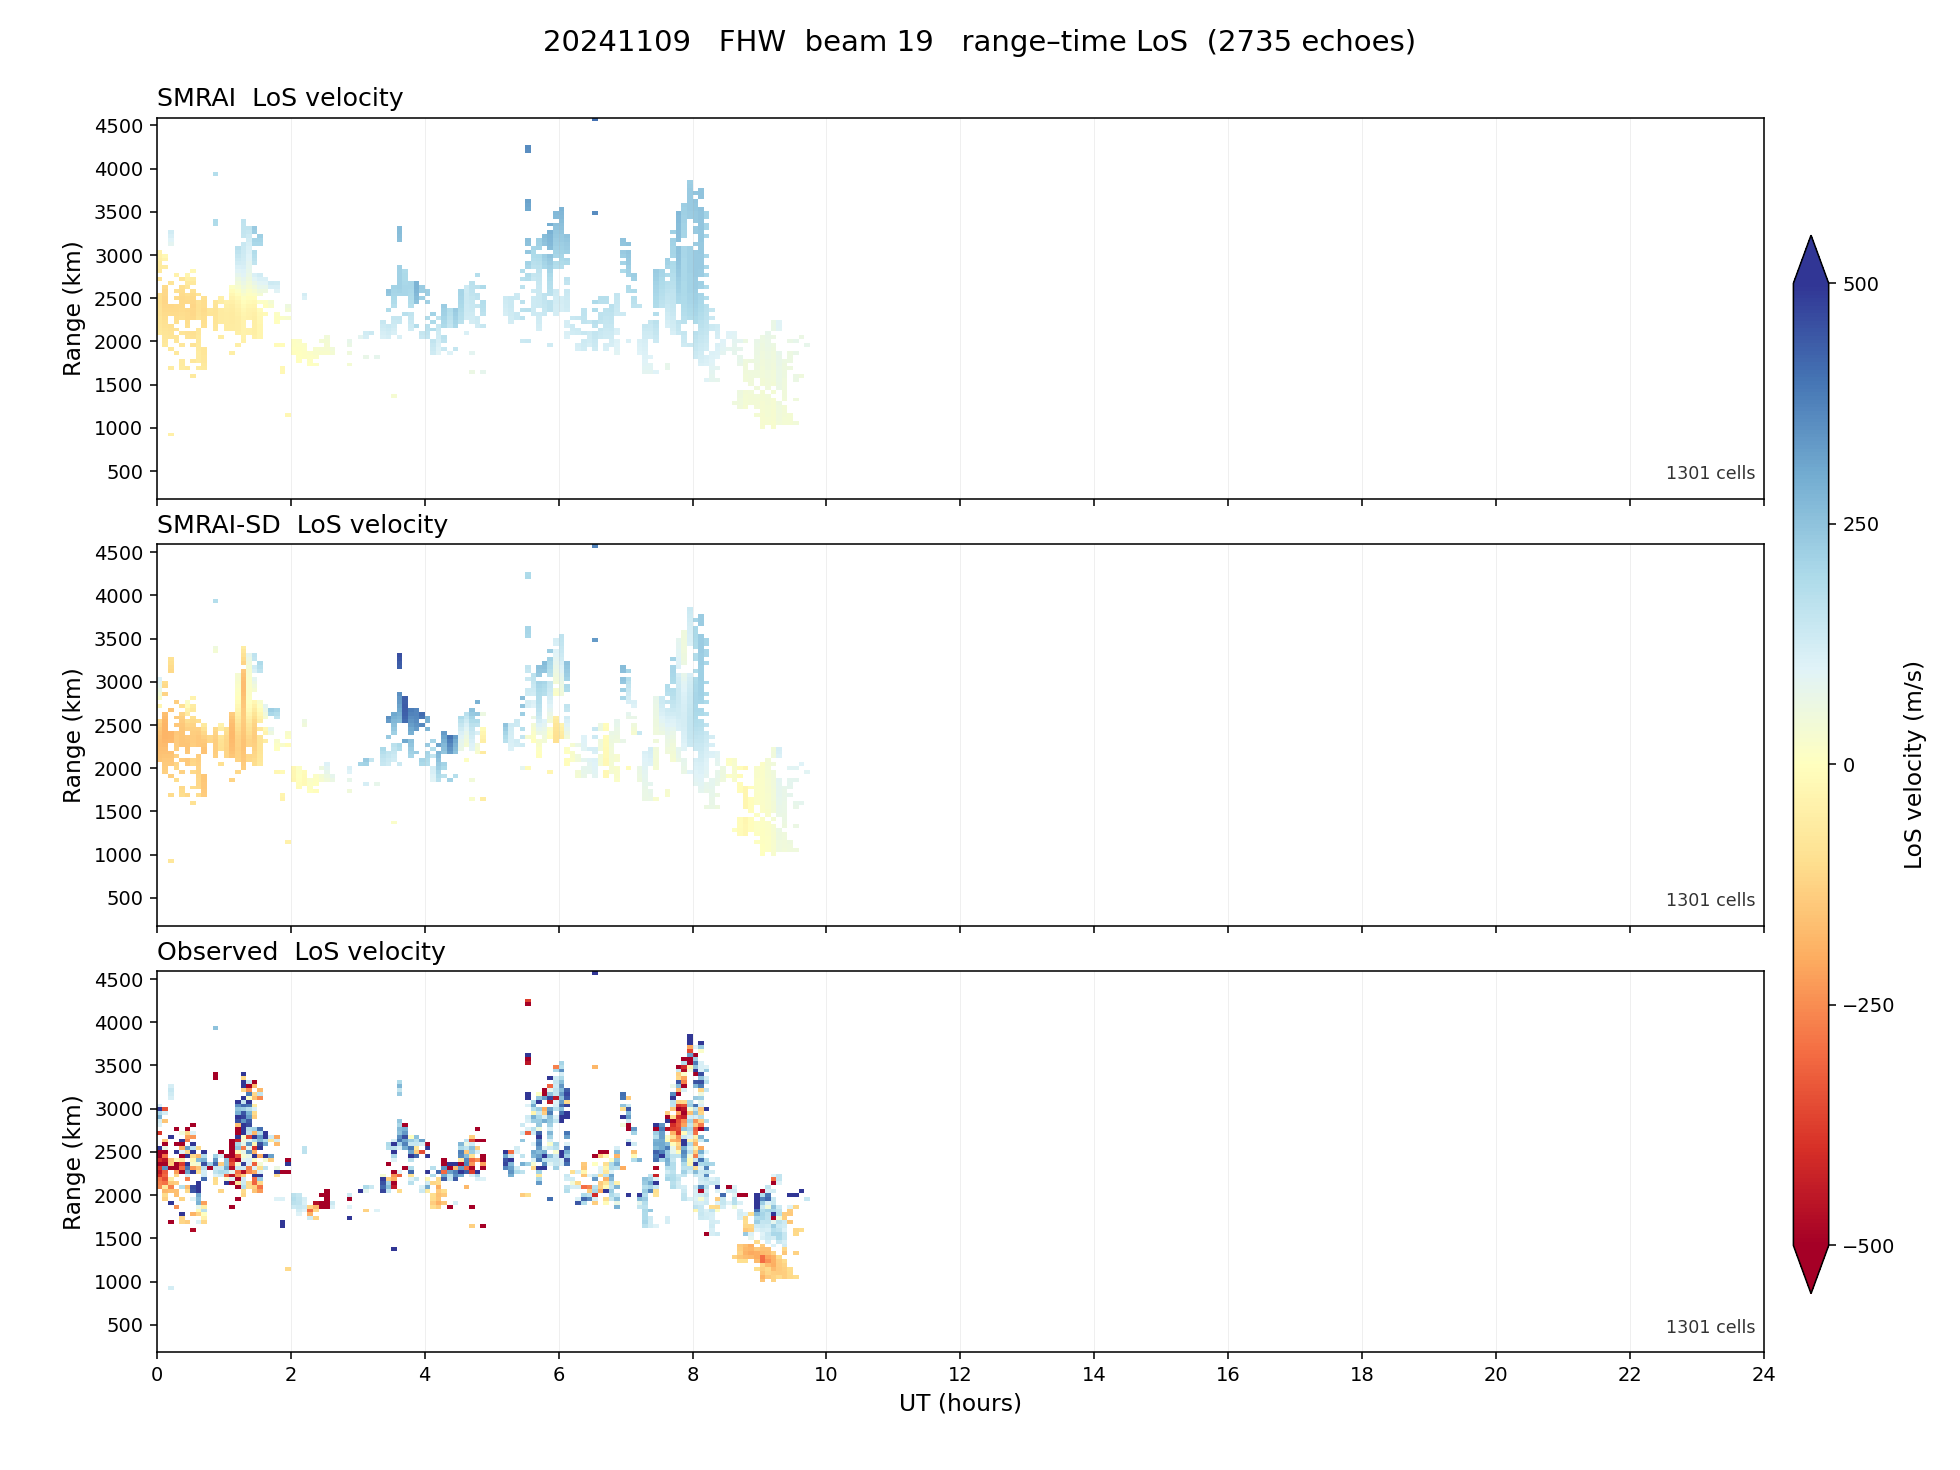 20241109   FHW  beam 19   range–time LoS  (2735 echoes)
SMRAI  LoS velocity
4500
4000
3500
3000
2500
2000
1500
1000
500
Range (km)
1301 cells
SMRAI-SD  LoS velocity
4500
4000
3500
3000
2500
2000
1500
1000
500
Range (km)
1301 cells
Observed  LoS velocity
4500
4000
3500
3000
2500
2000
1500
1000
500
Range (km)
1301 cells
0 2 4 6 8 10 12 14 16 18 20 22 24
UT (hours)
500
250
0
−250
−500
LoS velocity (m/s)